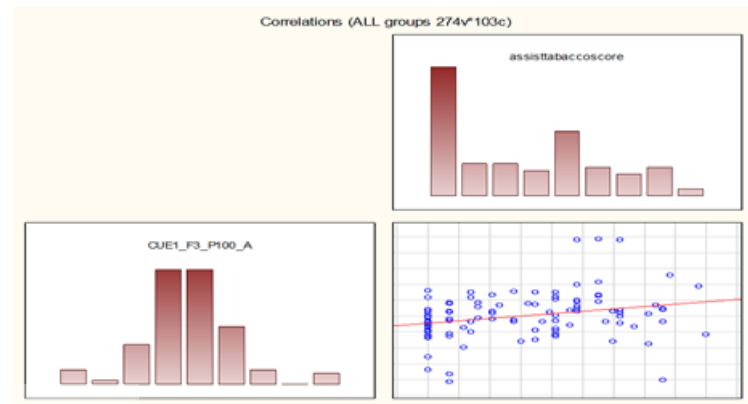 Correlations (ALL groups 274v*103c)
assisttabaccoscore
CUE1_F3_P100_A